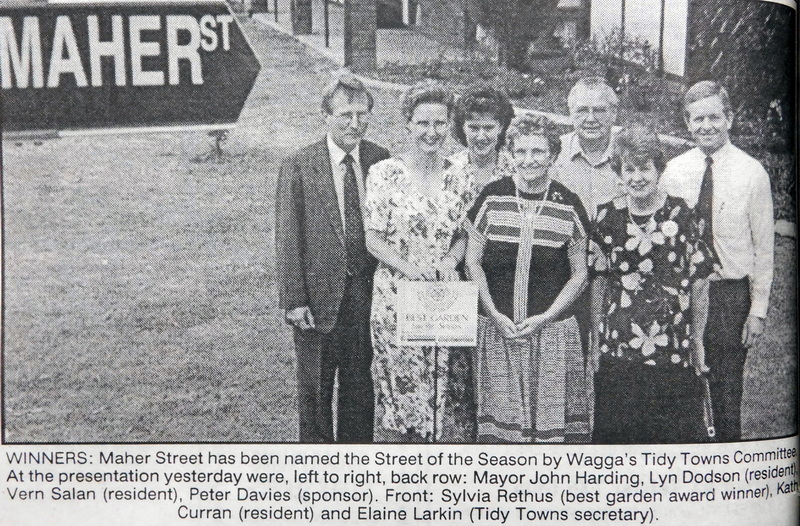 MAHER ST
BEST GARDEN
WINNERS: Maher Street has been named the Street of the Season by Wagga's Tidy Towns Committee.
At the presentation yesterday were, left to right, back row: Mayor John Harding, Lyn Dodson (resident),
Vern Salan (resident), Peter Davies (sponsor). Front: Sylvia Rethus (best garden award winner), Kath
Curran (resident) and Elaine Larkin (Tidy Towns secretary).